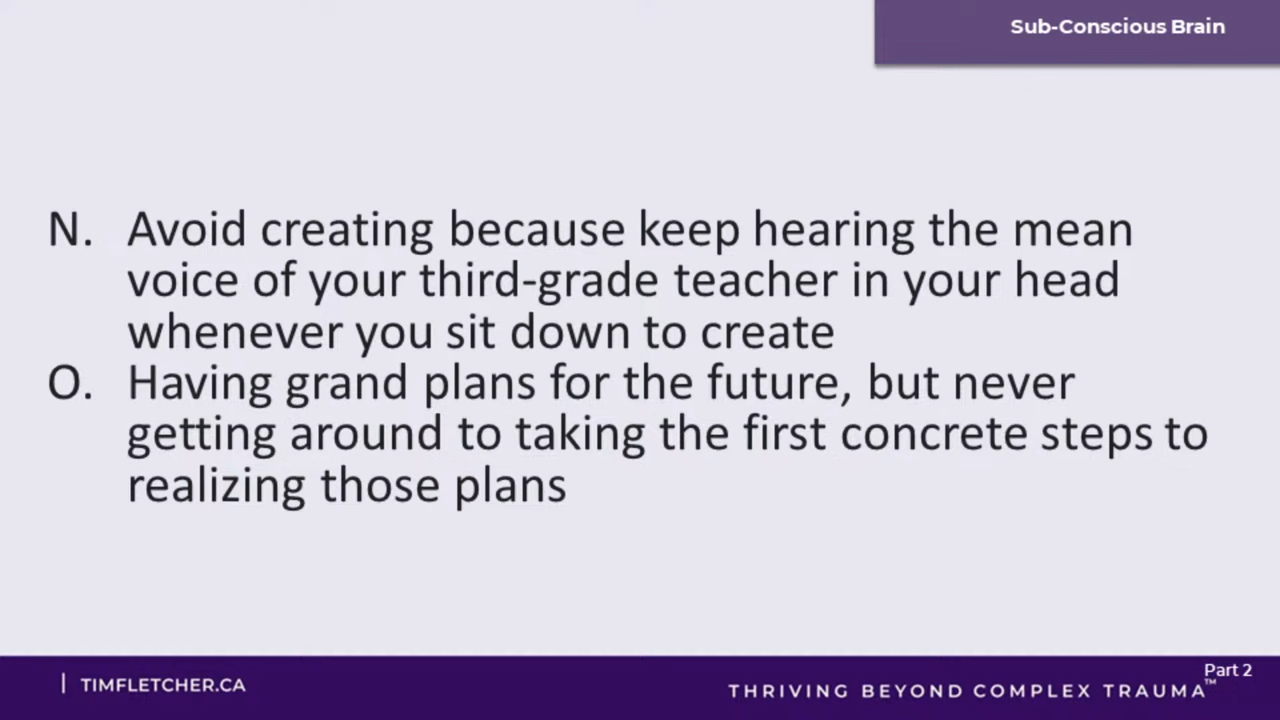 Sub-Conscious Brain
N. Avoid creating because keep hearing the mean
voice of your third-grade teacher in your head
whenever you sit down to create
O. Having grand plans for the future, but never
getting around to taking the first concrete steps to
realizing those plans
Part 2
| TIMFLETCHER.CA
THRIVING BEYOND COMPLEX TRAUMA™